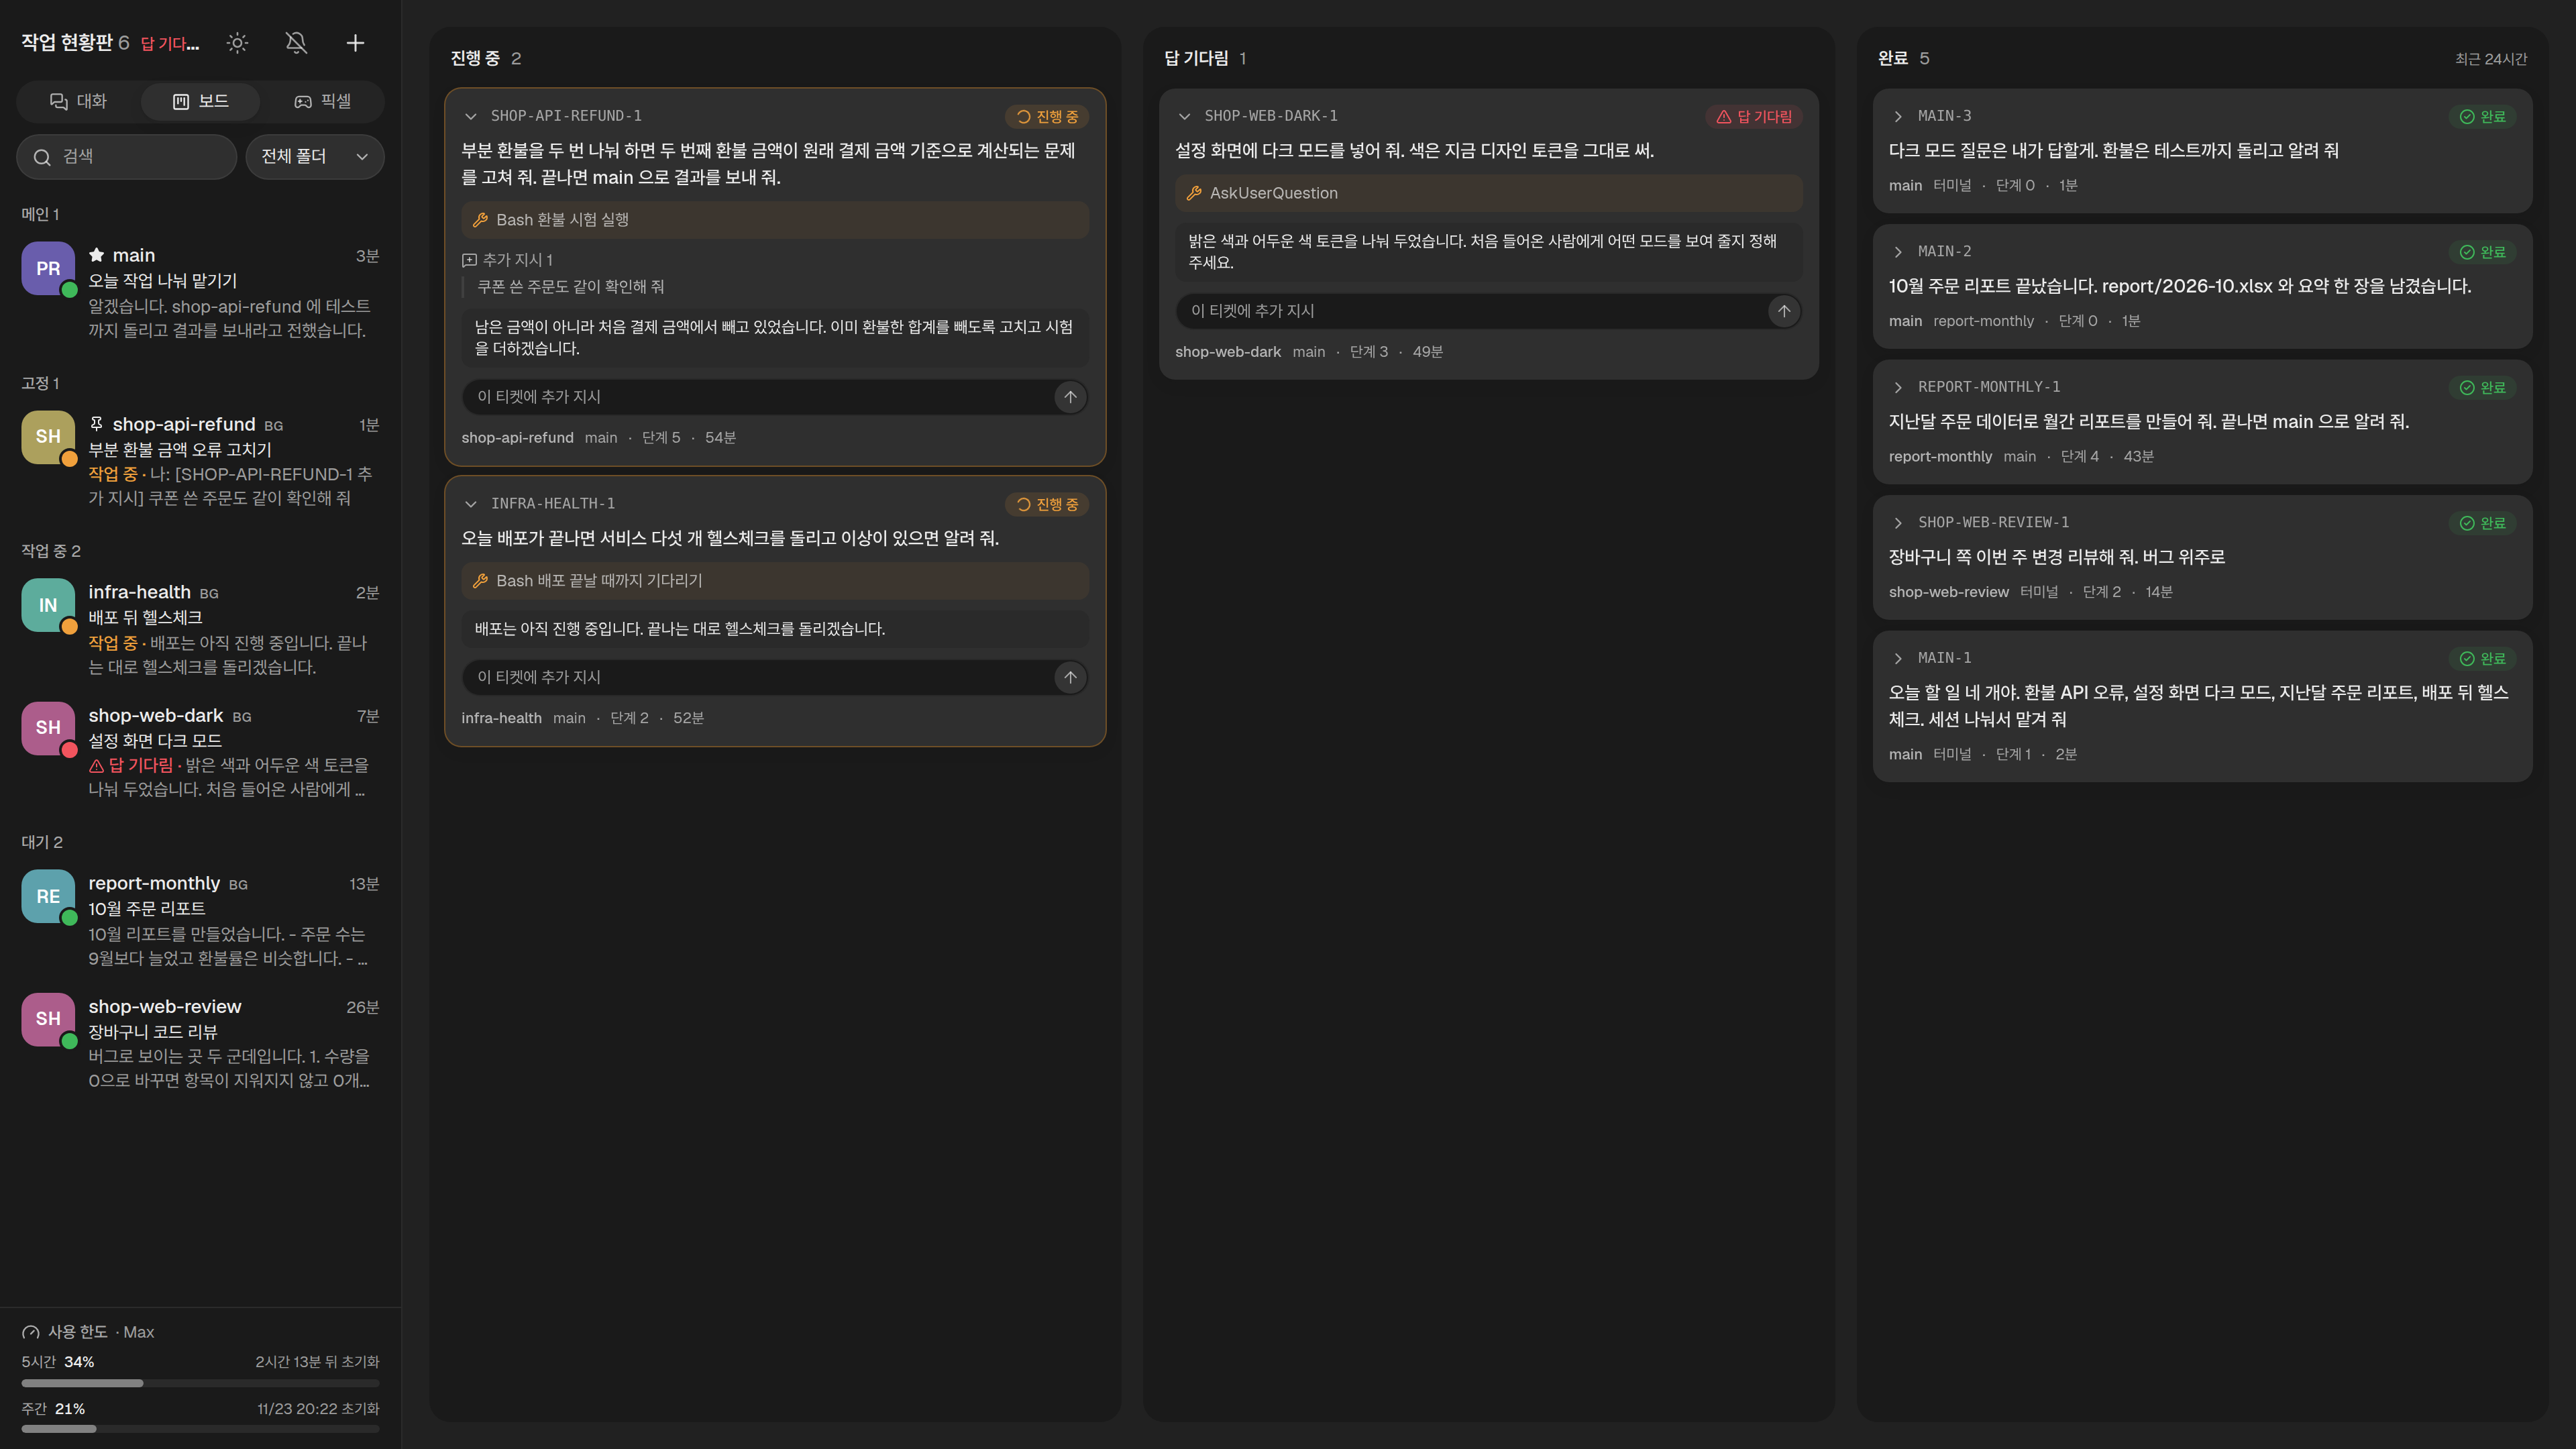 작업 현황판 6 답 기다...
대화
보드
픽셀
검색
전체 폴더
메인 1
PR
main
3분
오늘 작업 나눠 맡기기
알겠습니다. shop-api-refund 에 테스트
까지 돌리고 결과를 보내라고 전했습니다.
고정 1
SH
shop-api-refund BG
1분
부분 환불 금액 오류 고치기
작업 중 · 나: [SHOP-API-REFUND-1 추
가 지시] 쿠폰 쓴 주문도 같이 확인해 줘
작업 중 2
IN
infra-health BG
2분
배포 뒤 헬스체크
작업 중 · 배포는 아직 진행 중입니다. 끝나
는 대로 헬스체크를 돌리겠습니다.
SH
shop-web-dark BG
7분
설정 화면 다크 모드
답 기다림 · 밝은 색과 어두운 색 토큰을
나눠 두었습니다. 처음 들어온 사람에게 ...
대기 2
RE
report-monthly BG
13분
10월 주문 리포트
10월 리포트를 만들었습니다. - 주문 수는
9월보다 늘었고 환불률은 비슷합니다. - ...
SH
shop-web-review
26분
장바구니 코드 리뷰
버그로 보이는 곳 두 군데입니다. 1. 수량을
0으로 바꾸면 항목이 지워지지 않고 0개...
사용 한도 · Max
5시간 34%
2시간 13분 뒤 초기화
주간 21%
11/23 20:22 초기화
진행 중 2
SHOP-API-REFUND-1
진행 중
부분 환불을 두 번 나눠 하면 두 번째 환불 금액이 원래 결제 금액 기준으로 계산되는 문제
를 고쳐 줘. 끝나면 main 으로 결과를 보내 줘.
Bash 환불 시험 실행
추가 지시 1
쿠폰 쓴 주문도 같이 확인해 줘
남은 금액이 아니라 처음 결제 금액에서 빼고 있었습니다. 이미 환불한 합계를 빼도록 고치고 시험
을 더하겠습니다.
이 티켓에 추가 지시
shop-api-refund main · 단계 5 · 54분
INFRA-HEALTH-1
진행 중
오늘 배포가 끝나면 서비스 다섯 개 헬스체크를 돌리고 이상이 있으면 알려 줘.
Bash 배포 끝날 때까지 기다리기
배포는 아직 진행 중입니다. 끝나는 대로 헬스체크를 돌리겠습니다.
이 티켓에 추가 지시
infra-health main · 단계 2 · 52분
답 기다림 1
SHOP-WEB-DARK-1
답 기다림
설정 화면에 다크 모드를 넣어 줘. 색은 지금 디자인 토큰을 그대로 써.
AskUserQuestion
밝은 색과 어두운 색 토큰을 나눠 두었습니다. 처음 들어온 사람에게 어떤 모드를 보여 줄지 정해
주세요.
이 티켓에 추가 지시
shop-web-dark main · 단계 3 · 49분
완료 5
최근 24시간
MAIN-3
완료
다크 모드 질문은 내가 답할게. 환불은 테스트까지 돌리고 알려 줘
main 터미널 · 단계 0 · 1분
MAIN-2
완료
10월 주문 리포트 끝났습니다. report/2026-10.xlsx 와 요약 한 장을 남겼습니다.
main report-monthly · 단계 0 · 1분
REPORT-MONTHLY-1
완료
지난달 주문 데이터로 월간 리포트를 만들어 줘. 끝나면 main 으로 알려 줘.
report-monthly main · 단계 4 · 43분
SHOP-WEB-REVIEW-1
완료
장바구니 쪽 이번 주 변경 리뷰해 줘. 버그 위주로
shop-web-review 터미널 · 단계 2 · 14분
MAIN-1
완료
오늘 할 일 네 개야. 환불 API 오류, 설정 화면 다크 모드, 지난달 주문 리포트, 배포 뒤 헬스
체크. 세션 나눠서 맡겨 줘
main 터미널 · 단계 1 · 2분